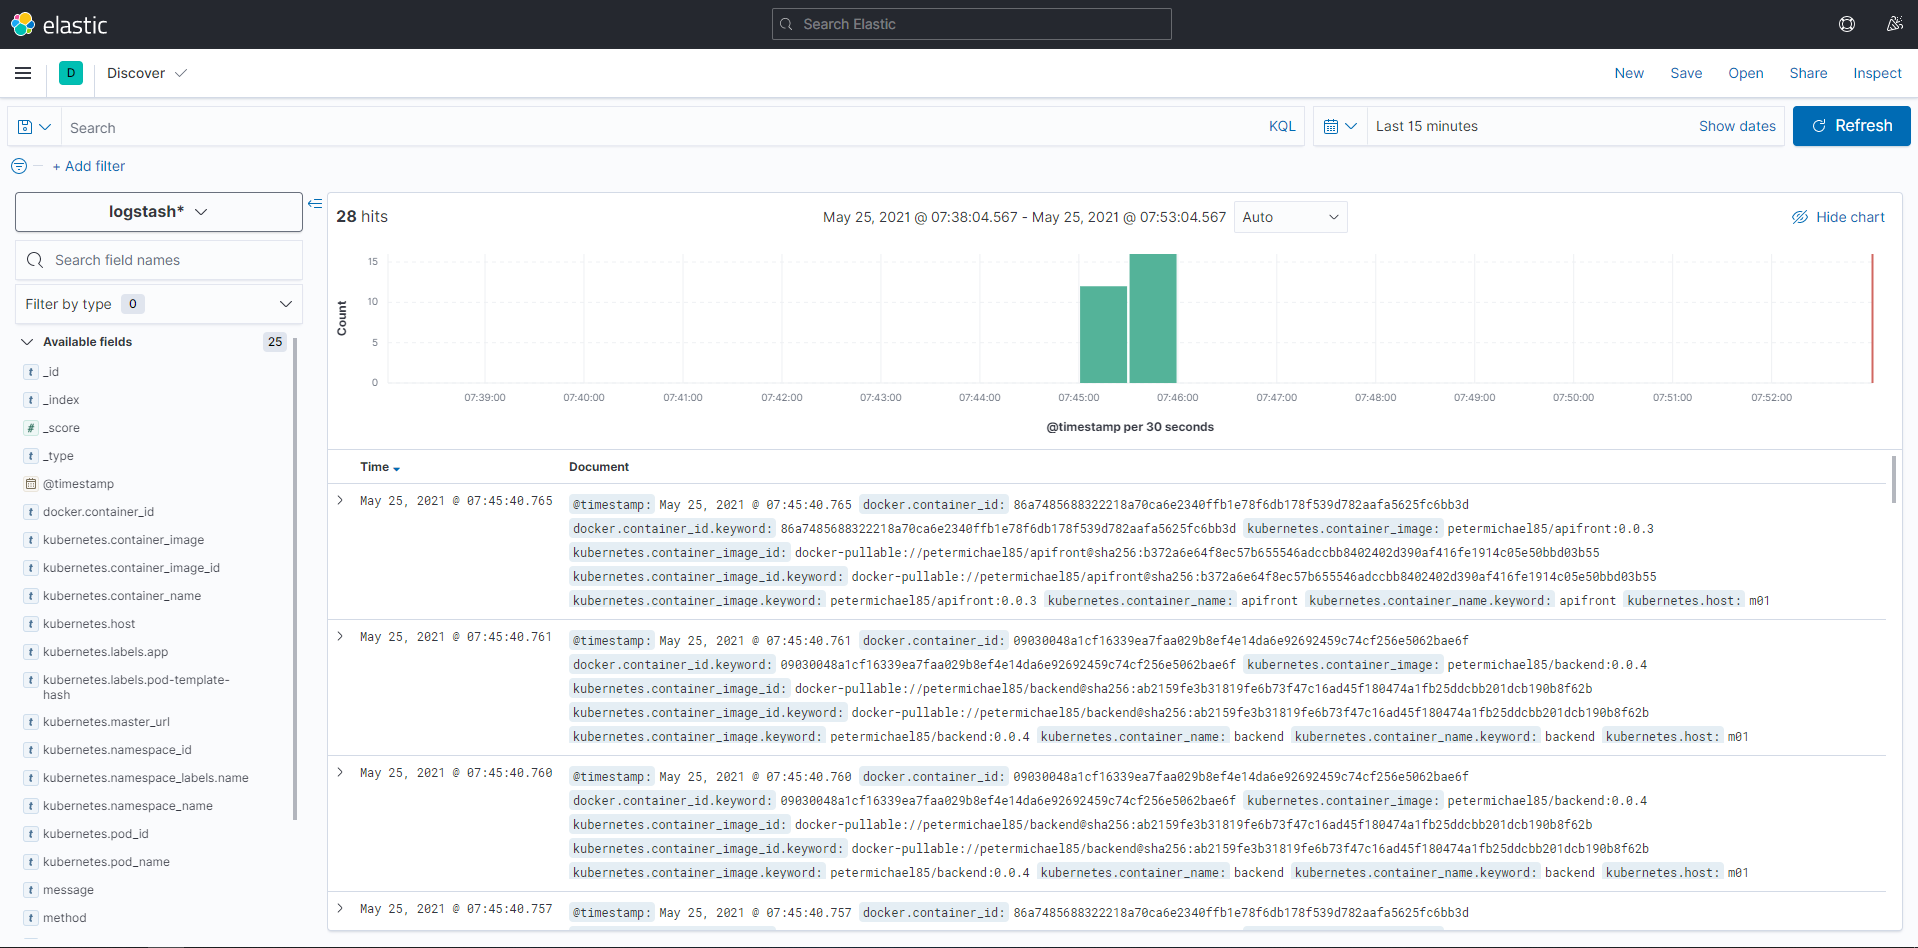 elastic
Search Elastic
D
Discover
New Save Open Share Inspect
Search
KQL
Last 15 minutes
Show dates
Refresh
+ Add filter
logstash*
Search field names
Filter by type 0
Available fields 25
t _id
t _index
# _score
t _type
@timestamp
t docker.container_id
t kubernetes.container_image
t kubernetes.container_image_id
t kubernetes.container_name
t kubernetes.host
t kubernetes.labels.app
t kubernetes.labels.pod-template-
hash
t kubernetes.master_url
t kubernetes.namespace_id
t kubernetes.namespace_labels.name
t kubernetes.namespace_name
t kubernetes.pod_id
t kubernetes.pod_name
t message
t method
28 hits
May 25, 2021 @ 07:38:04.567 - May 25, 2021 @ 07:53:04.567
Auto
Hide chart
Count
15
10
5
0
07:39:00 07:40:00 07:41:00 07:42:00 07:43:00 07:44:00 07:45:00 07:46:00 07:47:00 07:48:00 07:49:00 07:50:00 07:51:00 07:52:00
@timestamp per 30 seconds
Time Document
May 25, 2021 @ 07:45:40.765
@timestamp: May 25, 2021 @ 07:45:40.765 docker.container_id: 86a7485688322218a70ca6e2340ffb1e78f6db178f539d782aafa5625fc6bb3d
docker.container_id.keyword: 86a7485688322218a70ca6e2340ffb1e78f6db178f539d782aafa5625fc6bb3d kubernetes.container_image: petermichael85/apifront:0.0.3
kubernetes.container_image_id: docker-pullable://petermichael85/apifront@sha256:b372a6e64f8ec57b655546adccbb8402402d390af416fe1914c05e50bbd03b55
kubernetes.container_image_id.keyword: docker-pullable://petermichael85/apifront@sha256:b372a6e64f8ec57b655546adccbb8402402d390af416fe1914c05e50bbd03b55
kubernetes.container_image.keyword: petermichael85/apifront:0.0.3 kubernetes.container_name: apifront kubernetes.container_name.keyword: apifront kubernetes.host: m01
May 25, 2021 @ 07:45:40.761
@timestamp: May 25, 2021 @ 07:45:40.761 docker.container_id: 09030048a1cf16339ea7faa029b8ef4e14da6e92692459c74cf256e5062bae6f
docker.container_id.keyword: 09030048a1cf16339ea7faa029b8ef4e14da6e92692459c74cf256e5062bae6f kubernetes.container_image: petermichael85/backend:0.0.4
kubernetes.container_image_id: docker-pullable://petermichael85/backend@sha256:ab2159fe3b31819fe6b73f47c16ad45f180474a1fb25ddcbb201dcb190b8f62b
kubernetes.container_image_id.keyword: docker-pullable://petermichael85/backend@sha256:ab2159fe3b31819fe6b73f47c16ad45f180474a1fb25ddcbb201dcb190b8f62b
kubernetes.container_image.keyword: petermichael85/backend:0.0.4 kubernetes.container_name: backend kubernetes.container_name.keyword: backend kubernetes.host: m01
May 25, 2021 @ 07:45:40.760
@timestamp: May 25, 2021 @ 07:45:40.760 docker.container_id: 09030048a1cf16339ea7faa029b8ef4e14da6e92692459c74cf256e5062bae6f
docker.container_id.keyword: 09030048a1cf16339ea7faa029b8ef4e14da6e92692459c74cf256e5062bae6f kubernetes.container_image: petermichael85/backend:0.0.4
kubernetes.container_image_id: docker-pullable://petermichael85/backend@sha256:ab2159fe3b31819fe6b73f47c16ad45f180474a1fb25ddcbb201dcb190b8f62b
kubernetes.container_image_id.keyword: docker-pullable://petermichael85/backend@sha256:ab2159fe3b31819fe6b73f47c16ad45f180474a1fb25ddcbb201dcb190b8f62b
kubernetes.container_image.keyword: petermichael85/backend:0.0.4 kubernetes.container_name: backend kubernetes.container_name.keyword: backend kubernetes.host: m01
May 25, 2021 @ 07:45:40.757
@timestamp: May 25, 2021 @ 07:45:40.757 docker.container_id: 86a7485688322218a70ca6e2340ffb1e78f6db178f539d782aafa5625fc6bb3d